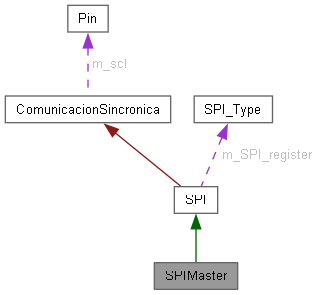 Pin
m_scl
ComunicacionSincronica
SPI_Type
m_SPI_register
SPI
SPIMaster